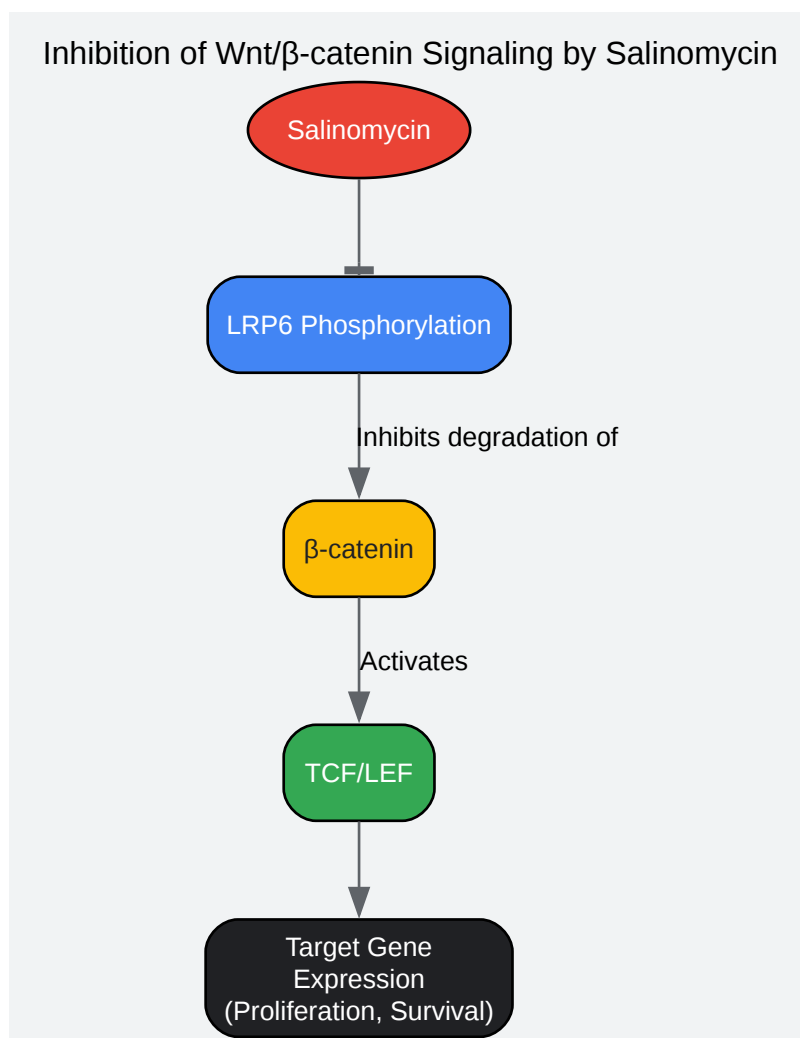 Inhibition of Wnt/β-catenin Signaling by Salinomycin
Salinomycin
LRP6 Phosphorylation
Inhibits degradation of
β-catenin
Activates
TCF/LEF
Target Gene
Expression
(Proliferation, Survival)